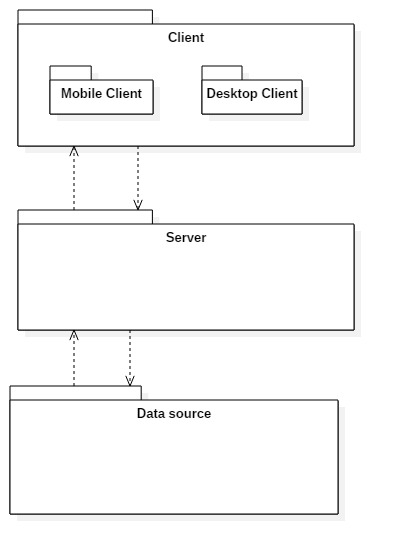 Client
Mobile Client
Desktop Client
Server
Data source